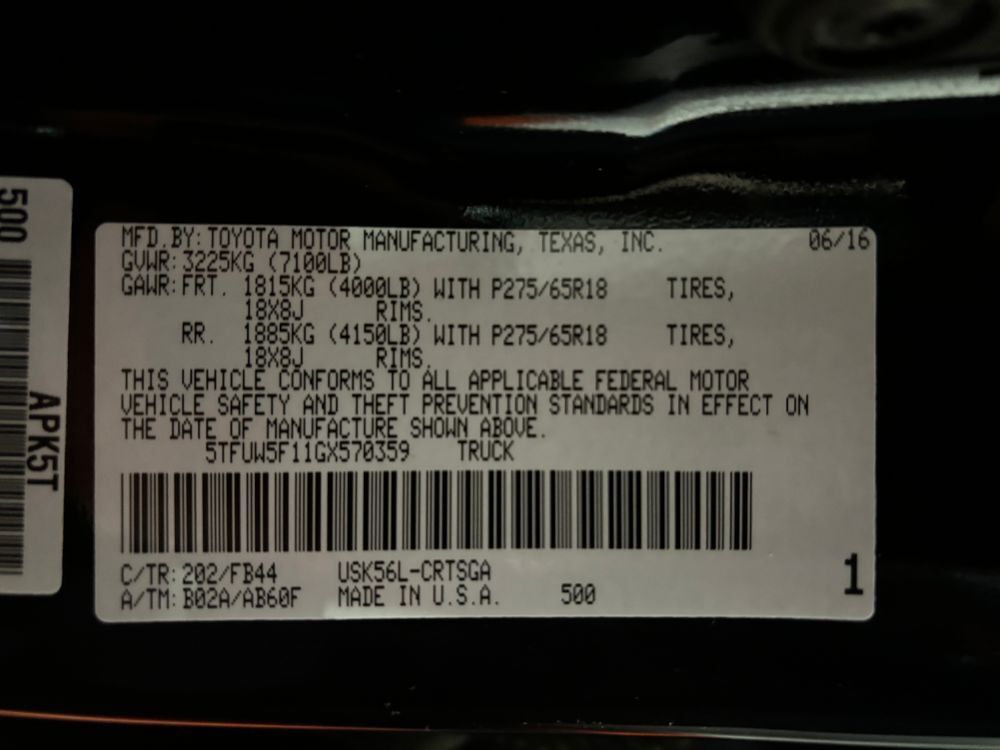 500
APK5T
MFD.BY:TOYOTA MOTOR MANUFACTURING, TEXAS, INC. 06/16
GVWR:3225KG (7100LB)
GAWR:FRT. 1815KG (4000LB) WITH P275/65R18 TIRES,
18X8J RIMS.
RR. 1885KG (4150LB) WITH P275/65R18 TIRES,
18X8J RIMS.
THIS VEHICLE CONFORMS TO ALL APPLICABLE FEDERAL MOTOR
VEHICLE SAFETY AND THEFT PREVENTION STANDARDS IN EFFECT ON
THE DATE OF MANUFACTURE SHOWN ABOVE.
5TFUW5F11GX570359 TRUCK
C/TR:202/FB44 USK56L-CRTSGA
A/TM:B02A/AB60F MADE IN U.S.A. 500 1